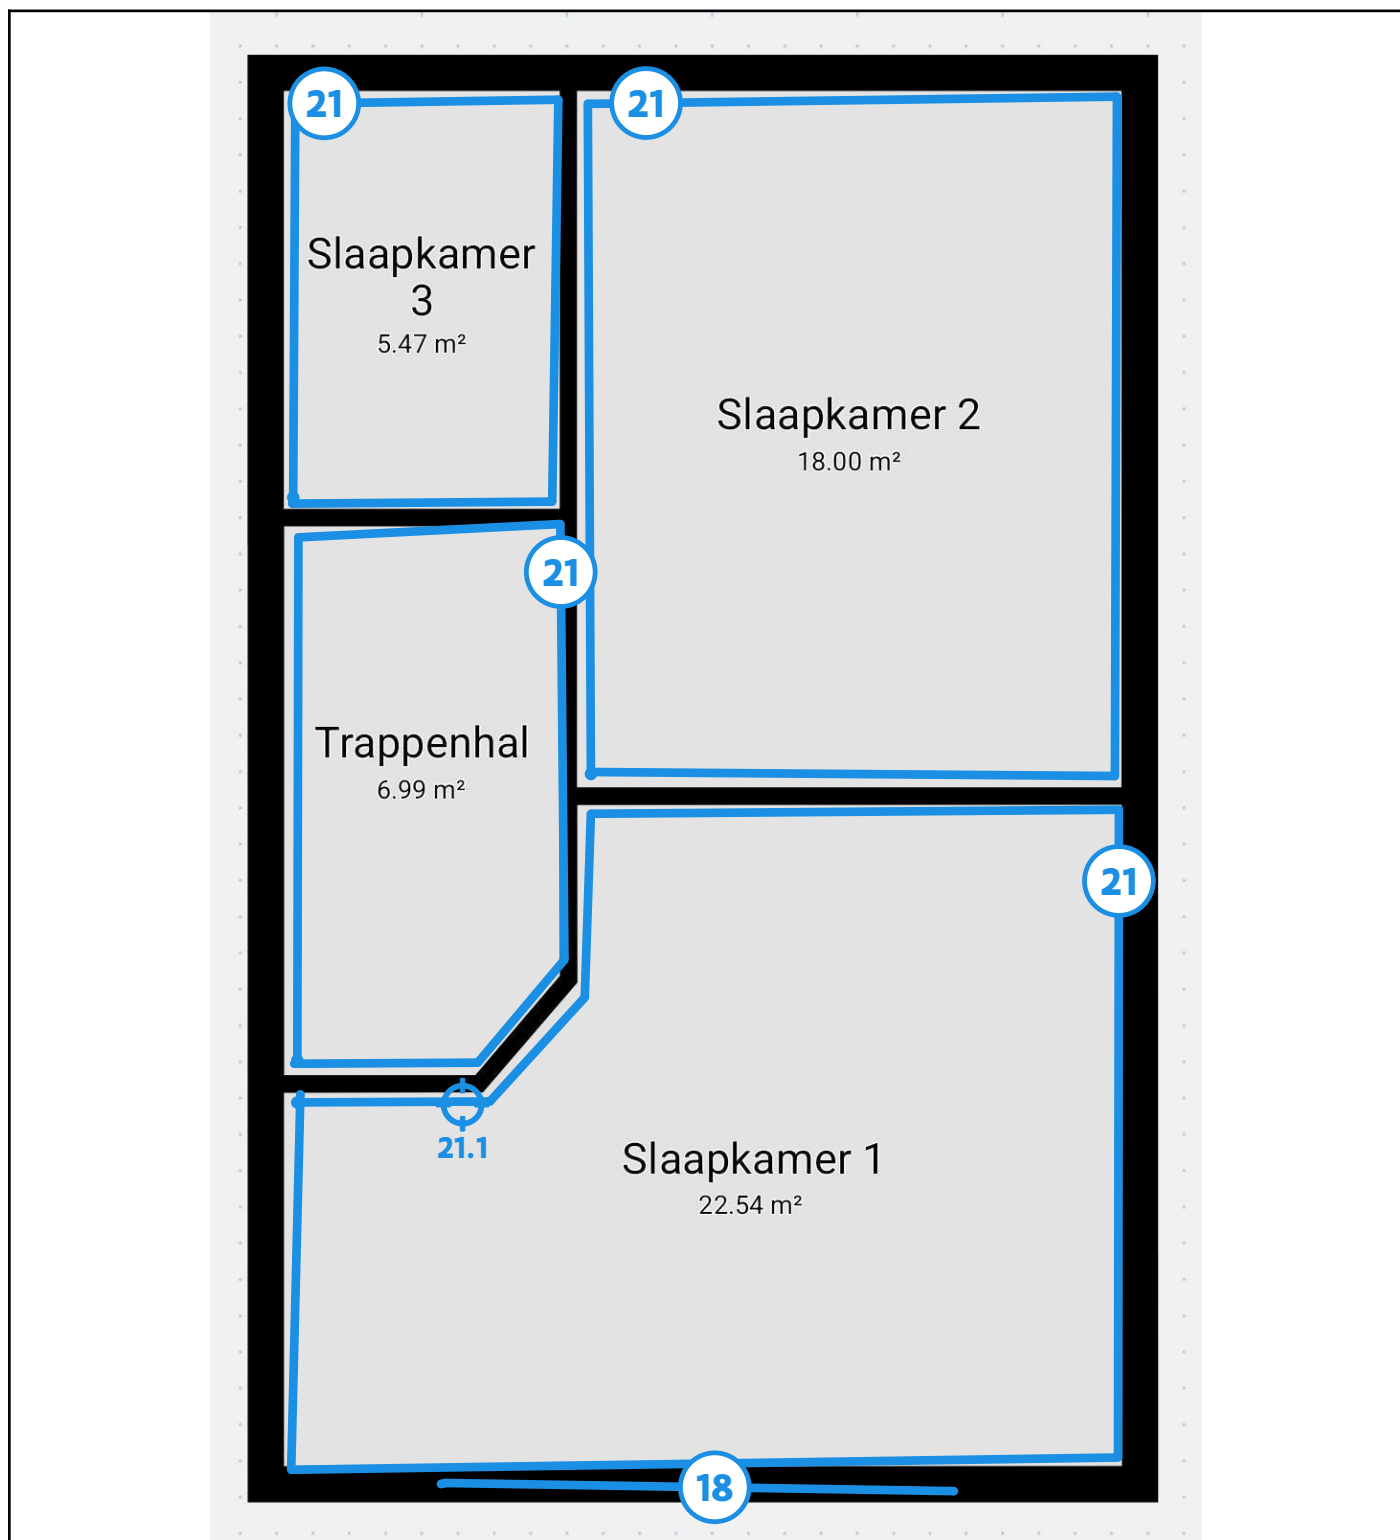 21
21
Slaapkamer
3
5.47 m²
Slaapkamer 2
18.00 m²
21
Trappenhal
6.99 m²
21
21.1
Slaapkamer 1
22.54 m²
18